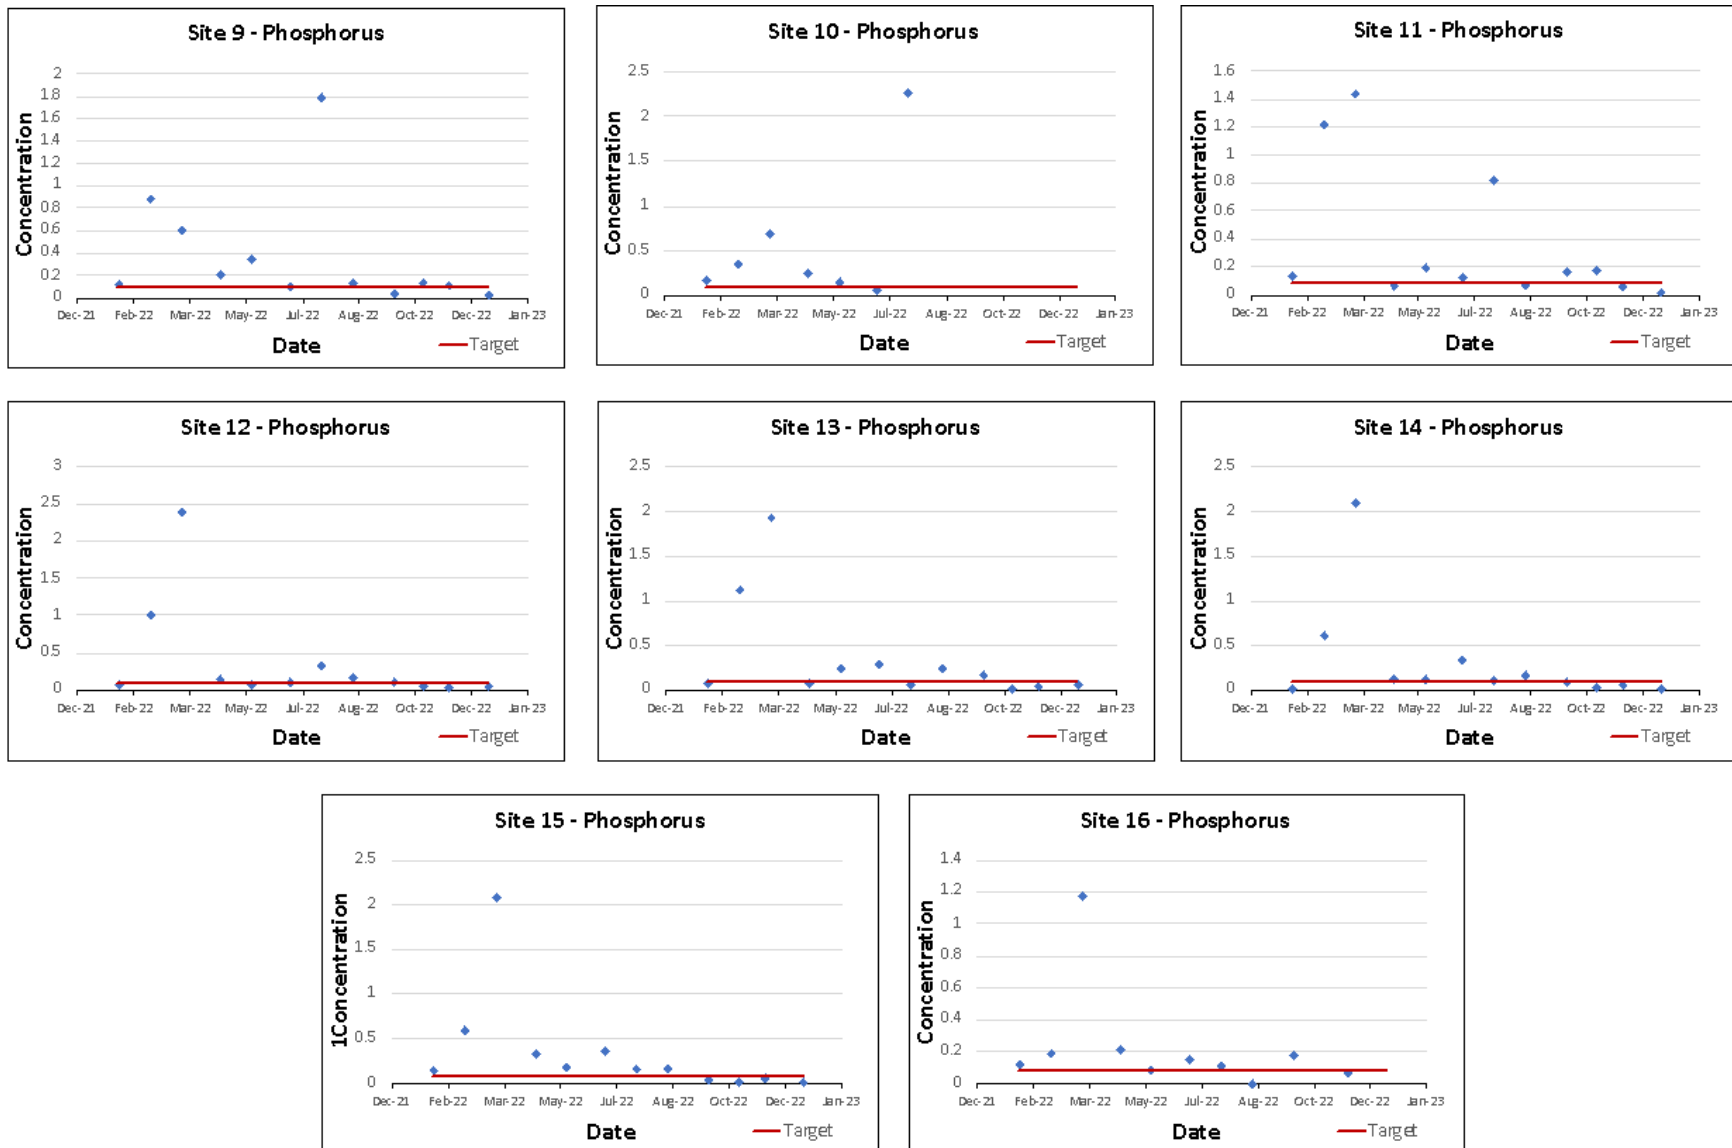 Site 9 - Phosphorus
Concentration
2
1.8
1.6
1.4
1.2
1
0.8
0.6
0.4
0.2
0
Dec-21 Feb-22 Mar-22 May-22 Jul-22 Aug-22 Oct-22 Dec-22 Jan-23
Date
Target
Site 10 - Phosphorus
Concentration
2.5
2
1.5
1
0.5
0
Dec-21 Feb-22 Mar-22 May-22 Jul-22 Aug-22 Oct-22 Dec-22 Jan-23
Date
Target
Site 11 - Phosphorus
Concentration
1.6
1.4
1.2
1
0.8
0.6
0.4
0.2
0
Dec-21 Feb-22 Mar-22 May-22 Jul-22 Aug-22 Oct-22 Dec-22 Jan-23
Date
Target
Site 12 - Phosphorus
Concentration
3
2.5
2
1.5
1
0.5
0
Dec-21 Feb-22 Mar-22 May-22 Jul-22 Aug-22 Oct-22 Dec-22 Jan-23
Date
Target
Site 13 - Phosphorus
Concentration
2.5
2
1.5
1
0.5
0
Dec-21 Feb-22 Mar-22 May-22 Jul-22 Aug-22 Oct-22 Dec-22 Jan-23
Date
Target
Site 14 - Phosphorus
Concentration
2.5
2
1.5
1
0.5
0
Dec-21 Feb-22 Mar-22 May-22 Jul-22 Aug-22 Oct-22 Dec-22 Jan-23
Date
Target
Site 15 - Phosphorus
1Concentration
2.5
2
1.5
1
0.5
0
Dec-21 Feb-22 Mar-22 May-22 Jul-22 Aug-22 Oct-22 Dec-22 Jan-23
Date
Target
Site 16 - Phosphorus
Concentration
1.4
1.2
1
0.8
0.6
0.4
0.2
0
Dec-21 Feb-22 Mar-22 May-22 Jul-22 Aug-22 Oct-22 Dec-22 Jan-23
Date
Target